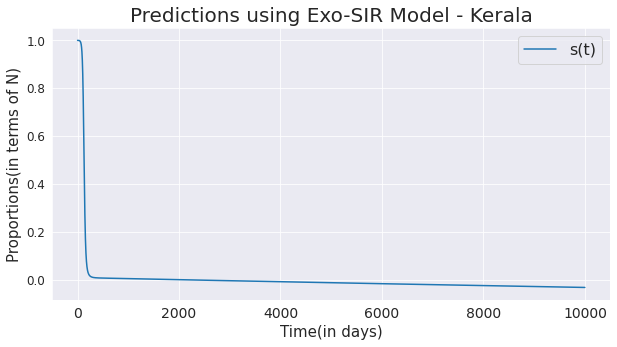 Predictions using Exo-SIR Model - Kerala
s(t)
Proportions(in terms of N)
1.0
0.8
0.6
0.4
0.2
0.0
0 2000 4000 6000 8000 10000
Time(in days)